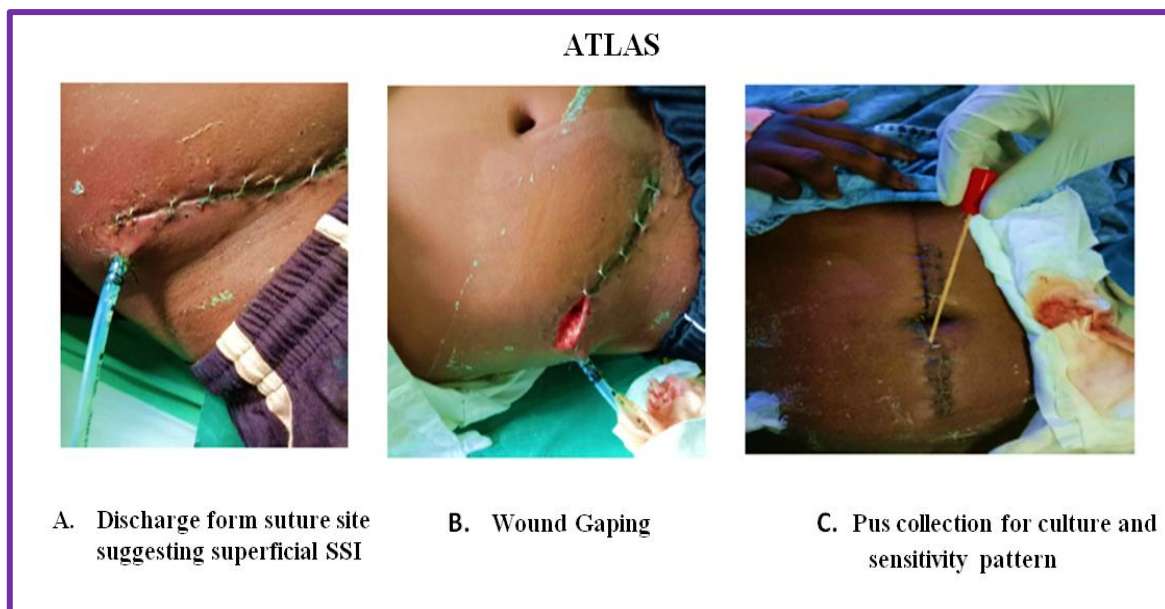 ATLAS
A. Discharge form suture site
suggesting superficial SSI
B. Wound Gaping
C. Pus collection for culture and
sensitivity pattern